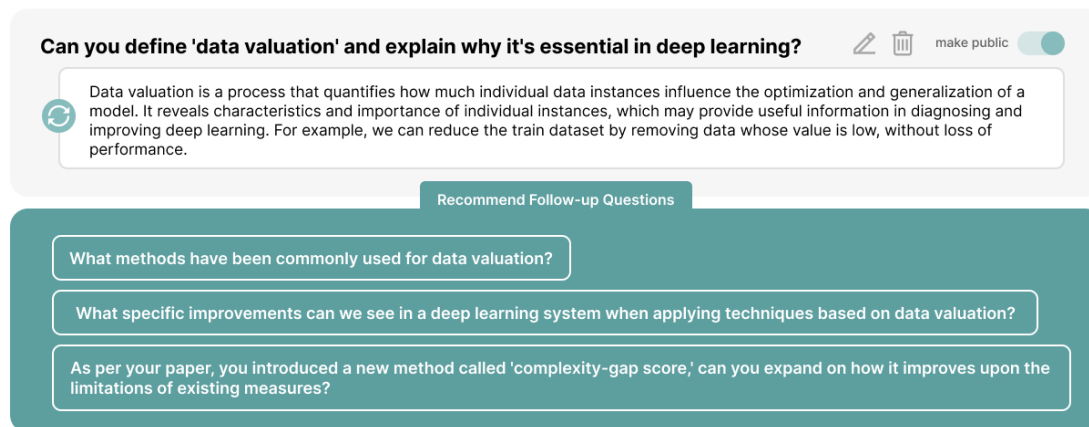 Can you define 'data valuation' and explain why it's essential in deep learning?
make public
Data valuation is a process that quantifies how much individual data instances influence the optimization and generalization of a
model. It reveals characteristics and importance of individual instances, which may provide useful information in diagnosing and
improving deep learning. For example, we can reduce the train dataset by removing data whose value is low, without loss of
performance.
Recommend Follow-up Questions
What methods have been commonly used for data valuation?
What specific improvements can we see in a deep learning system when applying techniques based on data valuation?
As per your paper, you introduced a new method called 'complexity-gap score,' can you expand on how it improves upon the
limitations of existing measures?